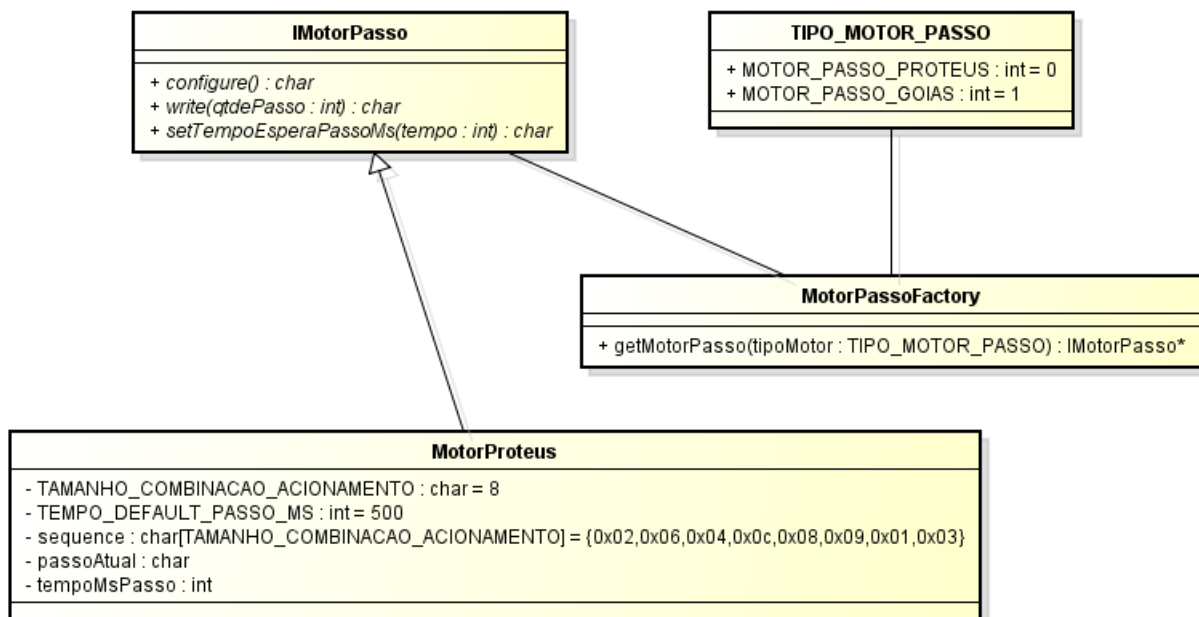 IMotorPasso
+ configure() : char
+ write(qtdePasso : int) : char
+ setTempoEsperaPassoMs(tempo : int) : char
TIPO_MOTOR_PASSO
+ MOTOR_PASSO_PROTEUS : int = 0
+ MOTOR_PASSO_GOIAS : int = 1
MotorPassoFactory
+ getMotorPasso(tipoMotor : TIPO_MOTOR_PASSO) : IMotorPasso*
MotorProteus
- TAMANHO_COMBINACAO_ACIONAMENTO : char = 8
- TEMPO_DEFAULT_PASSO_MS : int = 500
- sequence : char[TAMANHO_COMBINACAO_ACIONAMENTO] = {0x02,0x06,0x04,0x0c,0x08,0x09,0x01,0x03}
- passoAtual : char
- tempoMsPasso : int